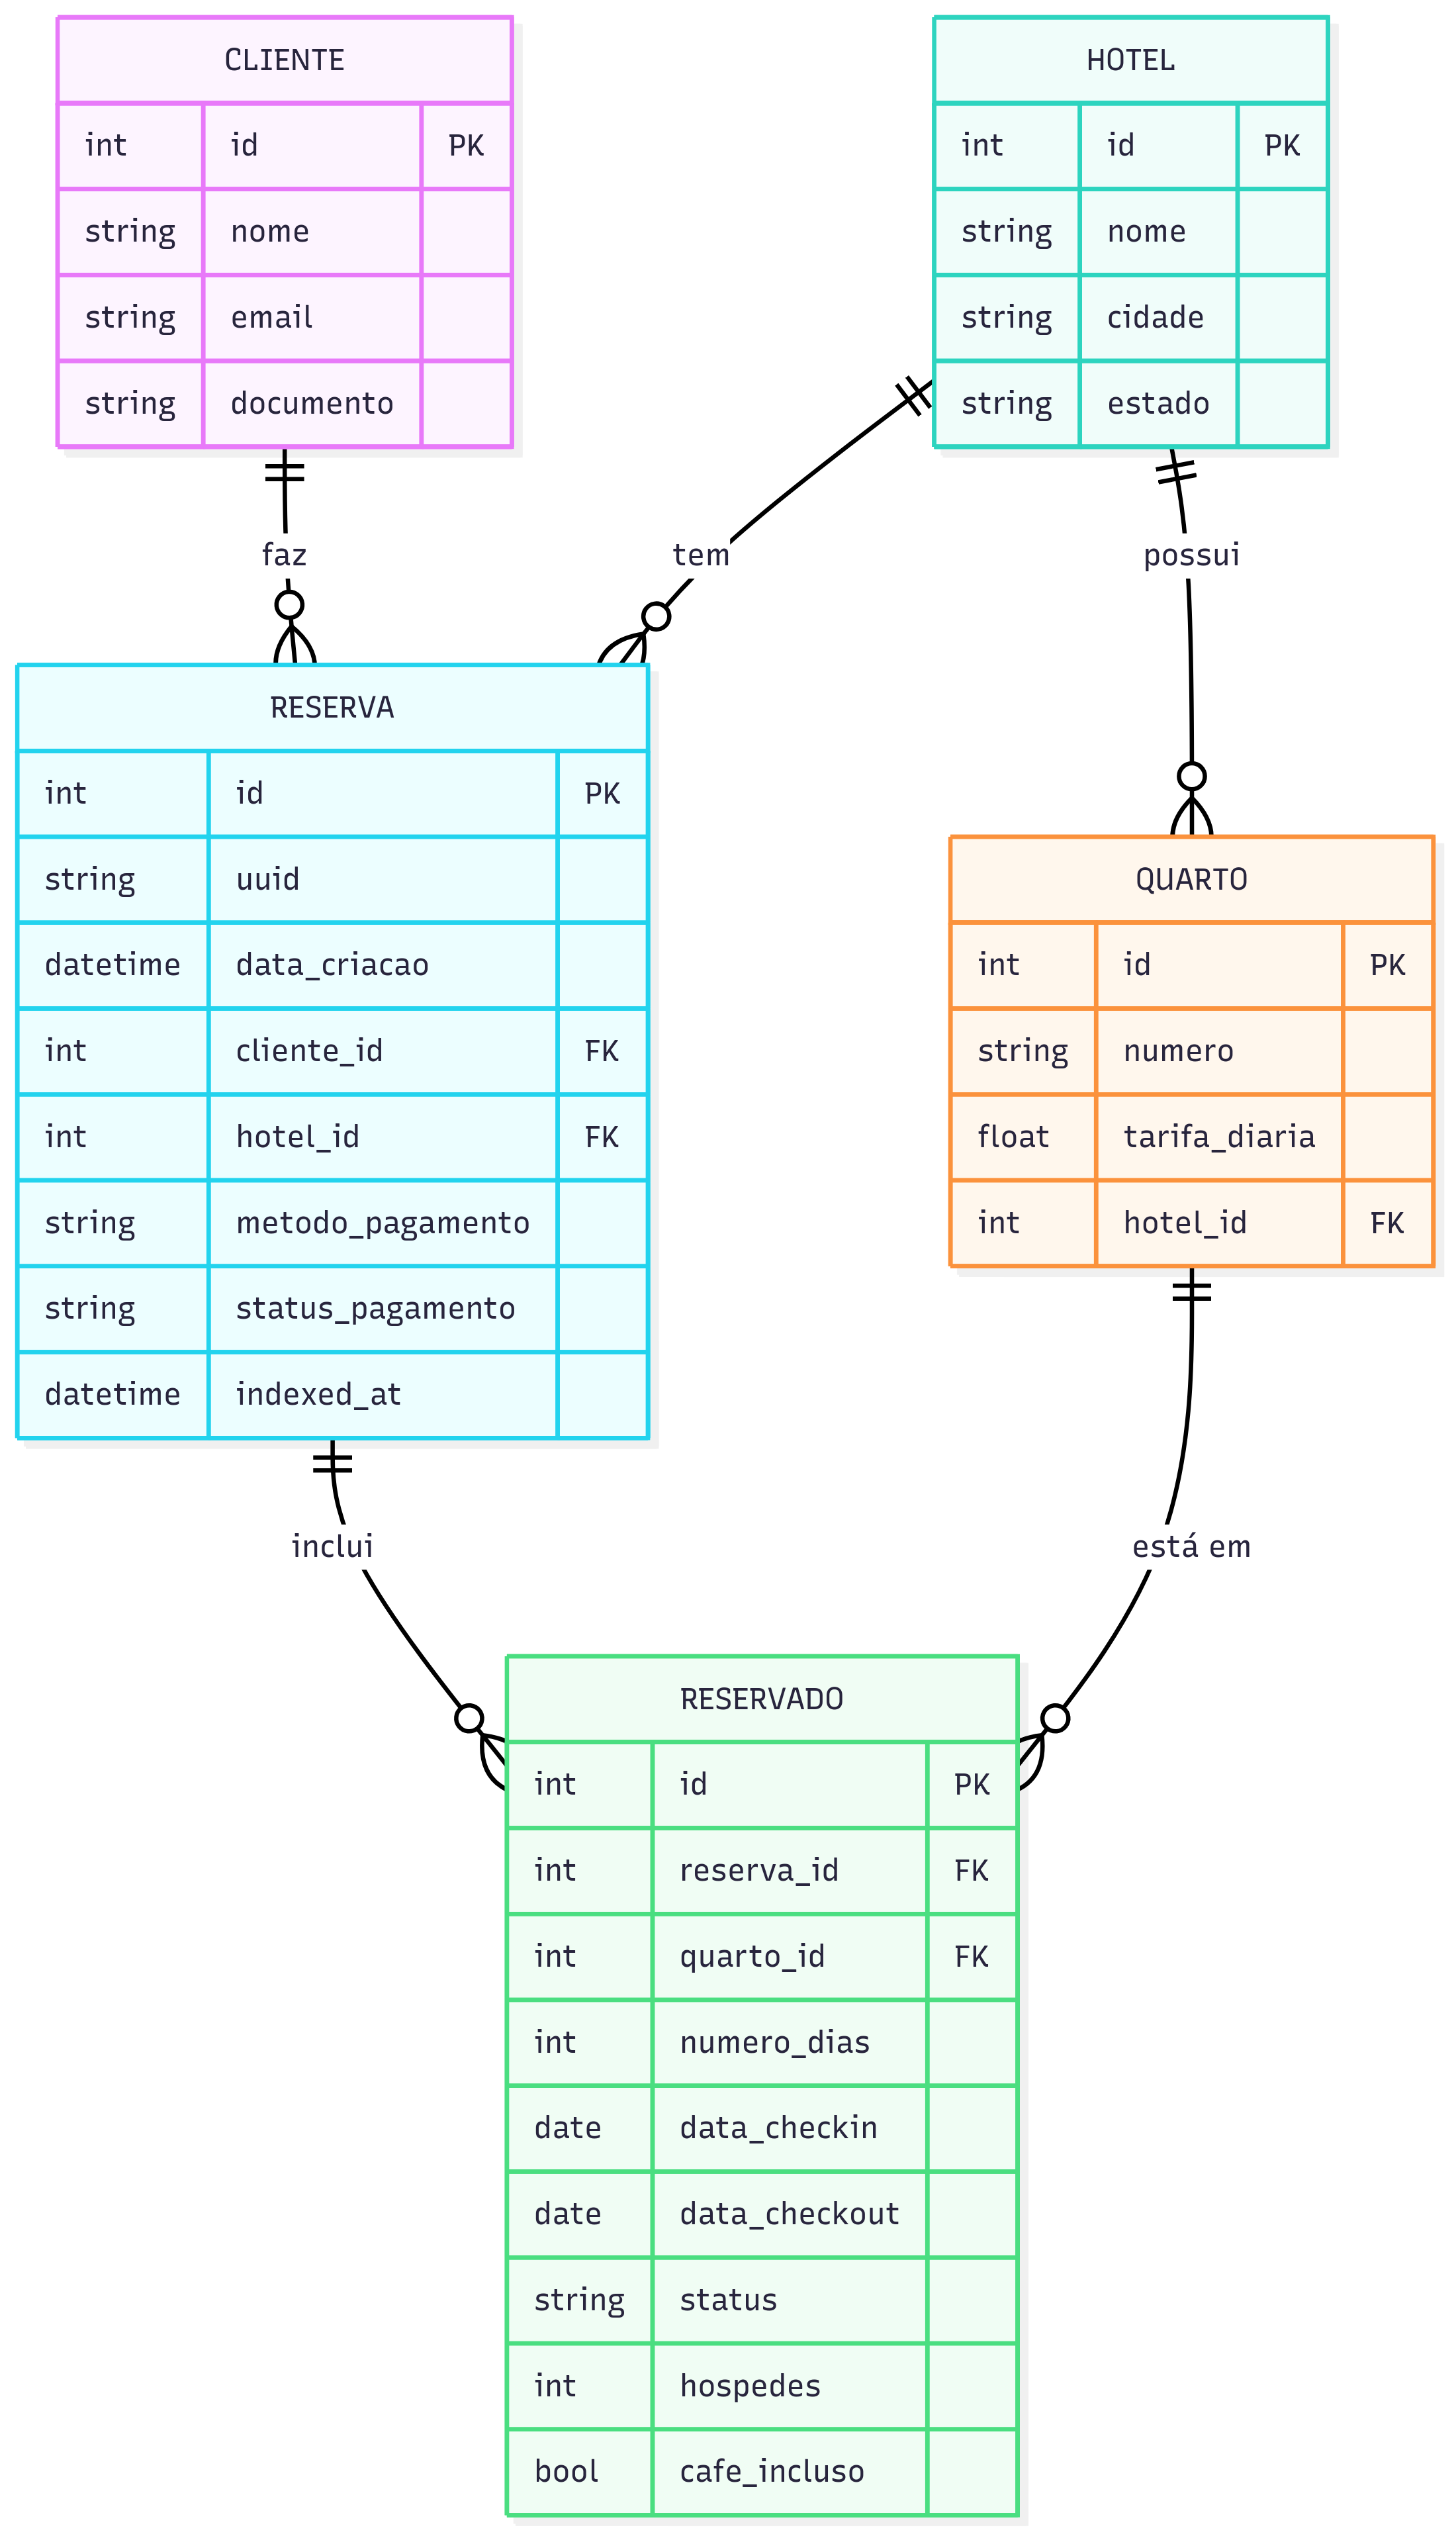 CLIENTE
int id PK
string nome
string email
string documento
HOTEL
int id PK
string nome
string cidade
string estado
faz
tem
possui
RESERVA
int id PK
string uuid
datetime data_criacao
int cliente_id FK
int hotel_id FK
string metodo_pagamento
string status_pagamento
datetime indexed_at
QUARTO
int id PK
string numero
float tarifa_diaria
int hotel_id FK
inclui
está em
RESERVADO
int id PK
int reserva_id FK
int quarto_id FK
int numero_dias
date data_checkin
date data_checkout
string status
int hospedes
bool cafe_incluso